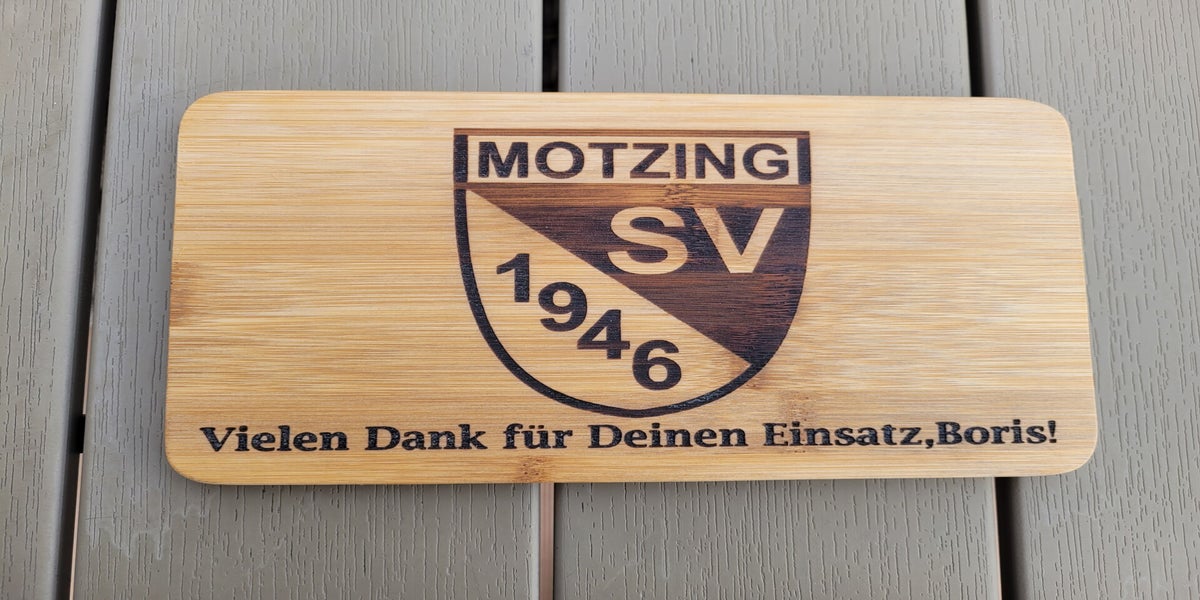 MOTZING
SV
1946
Vielen Dank für Deinen Einsatz,Boris!